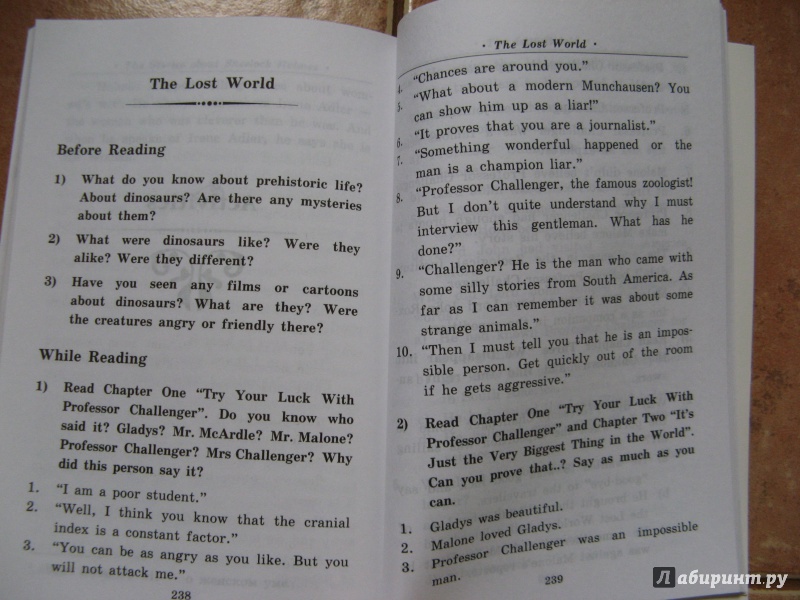 The Lost World
Before Reading
1) What do you know about prehistoric life?
About dinosaurs? Are there any mysteries
about them?
2) What were dinosaurs like? Were they
alike? Were they different?
3) Have you seen any films or cartoons
about dinosaurs? What are they? Were
the creatures angry or friendly there?
While Reading
1) Read Chapter One “Try Your Luck With
Professor Challenger”. Do you know who
said it? Gladys? Mr. McArdle? Mr. Malone?
Professor Challenger? Mrs Challenger? Why
did this person say it?
1. “I am a poor student.”
2. “Well, I think you know that the cranial
index is a constant factor.”
3. “You can be as angry as you like. But you
will not attack me.”
238
· The Lost World ·
4. “Chances are around you.”
5. “What about a modern Munchausen? You
can show him up as a liar!”
6. “It proves that you are a journalist.”
7. “Something wonderful happened or the
man is a champion liar.”
8. “Professor Challenger, the famous zoologist!
But I don’t quite understand why I must
interview this gentleman. What has he
done?”
9. “Challenger? He is the man who came with
some silly stories from South America. As
far as I can remember it was about some
strange animals.”
10. “Then I must tell you that he is an impos-
sible person. Get quickly out of the room
if he gets aggressive.”
2) Read Chapter One “Try Your Luck With
Professor Challenger” and Chapter Two “It’s
Just the Very Biggest Thing in the World”.
Can you prove that..? Say as much as you
can.
1. Gladys was beautiful.
2. Malone loved Gladys.
3. Professor Challenger was an impossible
man.
239
Лабиринт.ру